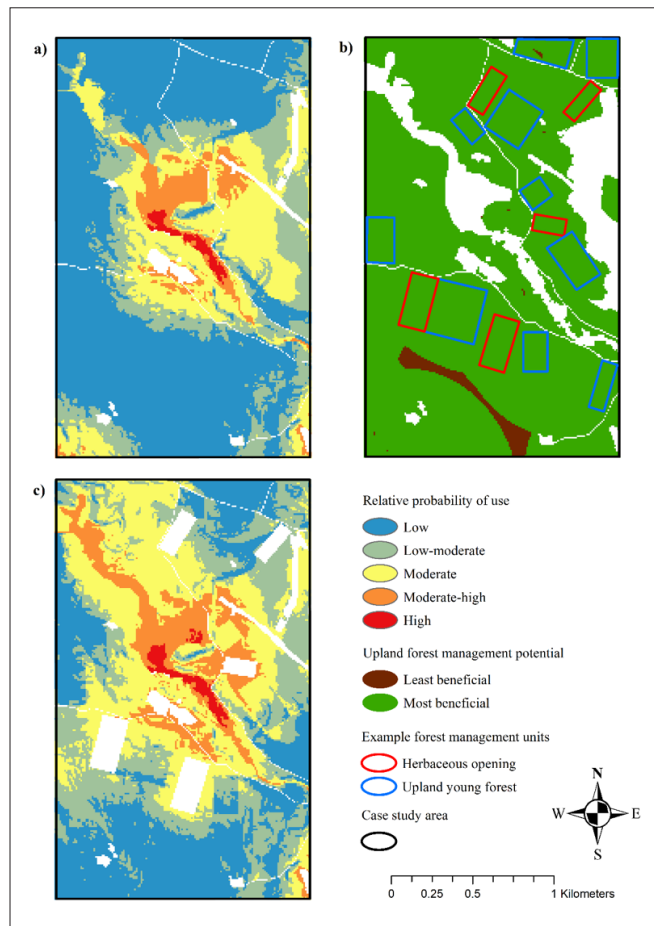 a)
b)
c)
Relative probability of use
Low
Low-moderate
Moderate
Moderate-high
High
Upland forest management potential
Least beneficial
Most beneficial
Example forest management units
Herbaceous opening
Upland young forest
Case study area
N
W E
S
0 0.25 0.5 1 Kilometers